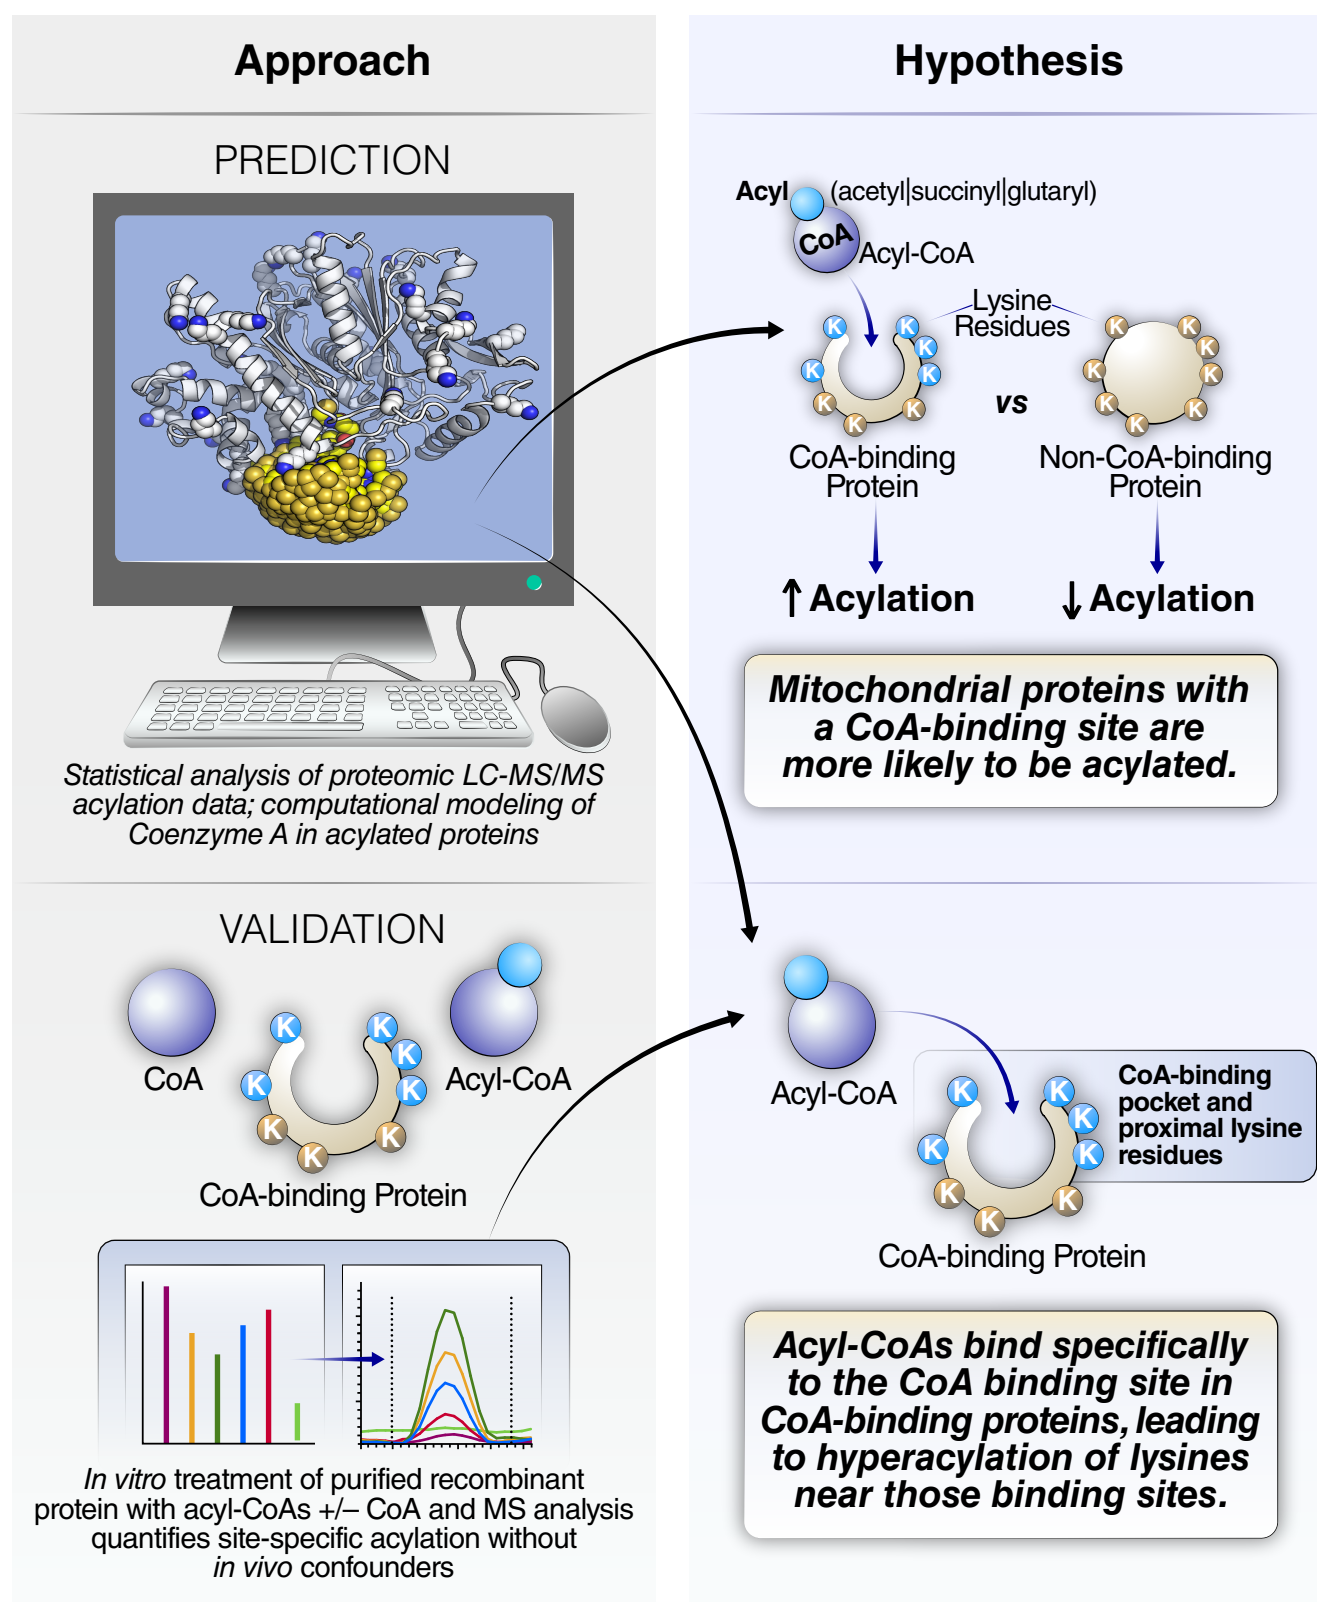 Approach
PREDICTION
Statistical analysis of proteomic LC-MS/MS
acylation data; computational modeling of
Coenzyme A in acylated proteins
VALIDATION
CoA
K
K
K
K
K
K
K
K
Acyl-CoA
CoA-binding Protein
In vitro treatment of purified recombinant
protein with acyl-CoAs +/– CoA and MS analysis
quantifies site-specific acylation without
in vivo confounders
Hypothesis
Acyl (acetyl|succinyl|glutaryl)
CoA
Acyl-CoA
Lysine
Residues
K
K
K
K
K
K
K
K
vs
K
K
K
K
K
K
K
K
CoA-binding
Protein
Non-CoA-binding
Protein
↑ Acylation
↓ Acylation
Mitochondrial proteins with
a CoA-binding site are
more likely to be acylated.
Acyl-CoA
CoA-binding
pocket and
proximal lysine
residues
K
K
K
K
K
K
K
K
CoA-binding Protein
Acyl-CoAs bind specifically
to the CoA binding site in
CoA-binding proteins, leading
to hyperacylation of lysines
near those binding sites.